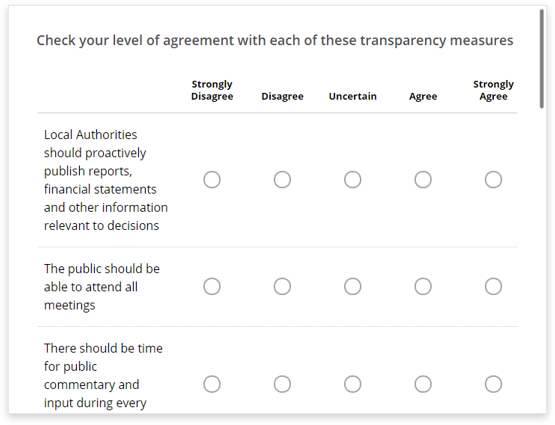 Check your level of agreement with each of these transparency measures
Strongly Disagree Disagree Uncertain Agree Strongly Agree
Local Authorities
should proactively
publish reports,
financial statements
and other information
relevant to decisions
The public should be
able to attend all
meetings
There should be time
for public
commentary and
input during every